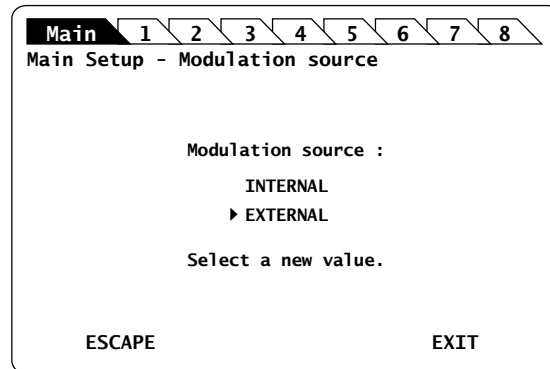 Main 1 2 3 4 5 6 7 8
Main Setup - Modulation source
Modulation source :
INTERNAL
EXTERNAL
Select a new value.
ESCAPE EXIT